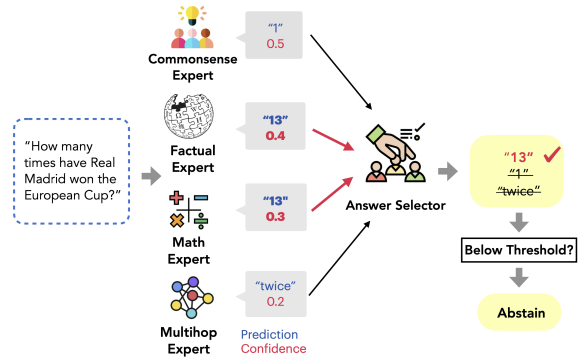 "How many
times have Real
Madrid won the
European Cup?"
Commonsense
Expert
"1"
0.5
Factual
Expert
"13"
0.4
Math
Expert
"13"
0.3
Multihop
Expert
"twice"
0.2
Prediction
Confidence
Answer Selector
"13"
"1"
"twice"
Below Threshold?
Abstain